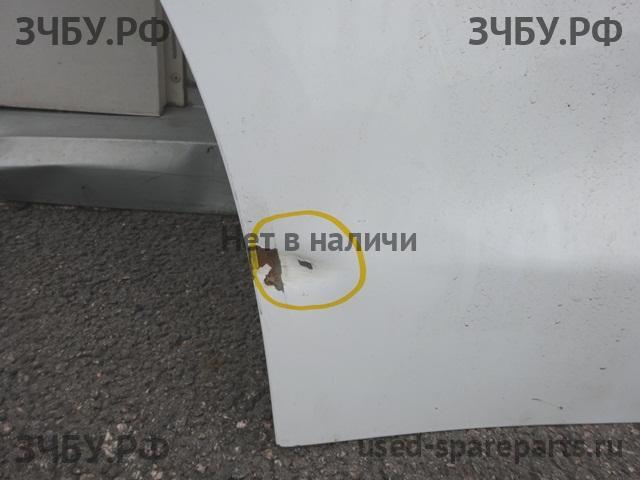 ЗЧБУ.РФ ЗЧБУ.РФ
Нет в наличи
ЗЧБУ.РФ used-spareparts.ru